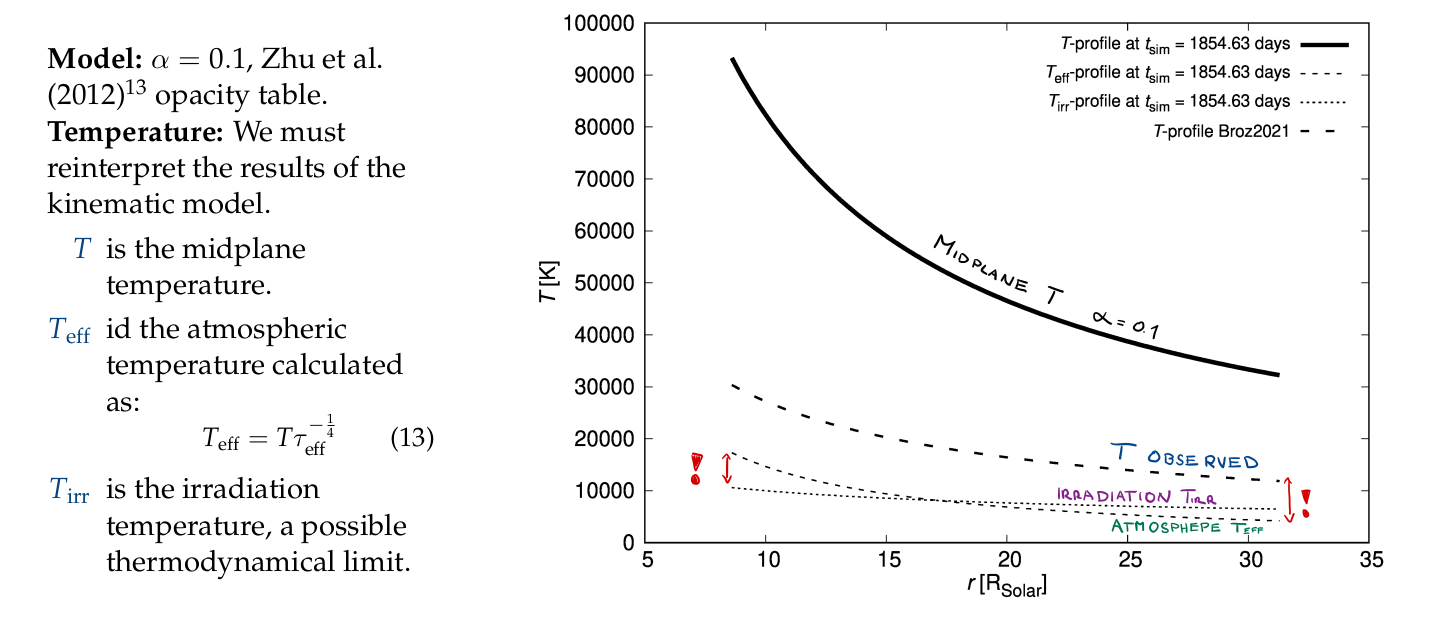 Model: α = 0.1, Zhu et al.
(2012)¹³ opacity table.
Temperature: We must
reinterpret the results of the
kinematic model.
T is the midplane
temperature.
T_eff id the atmospheric
temperature calculated
as:
T_eff = Tτ_eff^{-1/4} (13)
T_irr is the irradiation
temperature, a possible
thermodynamical limit.
100000
90000
80000
70000
60000
50000
40000
30000
20000
10000
0
T [K]
T-profile at t_sim = 1854.63 days
T_eff-profile at t_sim = 1854.63 days
T_irr-profile at t_sim = 1854.63 days
T-profile Broz2021
MIDPLANE T α = 0.1
T OBSERVED
IRRADIATION T_IRR
ATMOSPHEPE T_EFF
!
!
5 10 15 20 25 30 35
r [R_Solar]